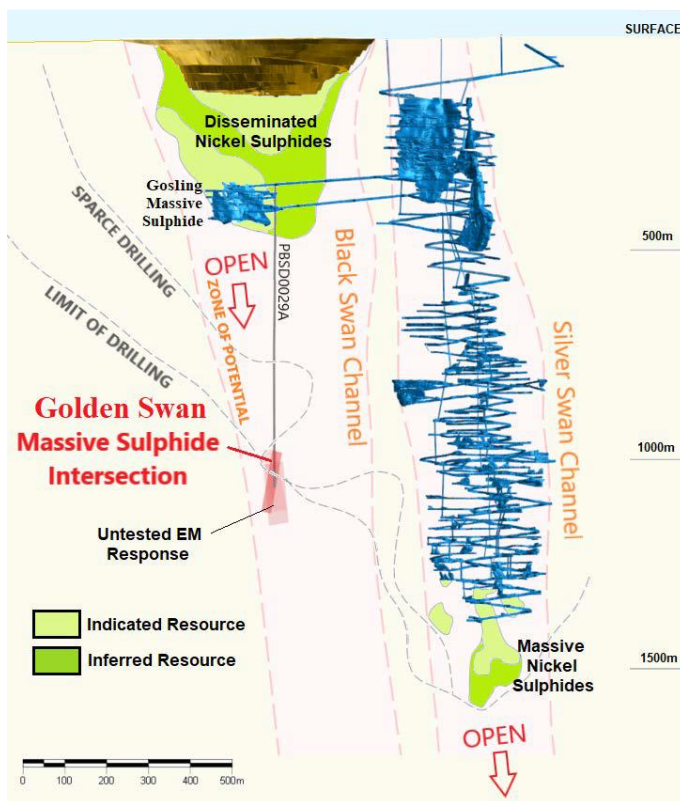 SURFACE
Disseminated
Nickel Sulphides
Gosling
Massive
Sulphide
500m
SPARCE DRILLING
LIMIT OF DRILLING
OPEN
ZONE OF POTENTIAL
PBSD0029A
Black Swan Channel
Silver Swan Channel
Golden Swan
Massive Sulphide
Intersection
1000m
Untested EM
Response
Indicated Resource
Inferred Resource
Massive
Nickel
Sulphides
1500m
OPEN
0 100 200 300 400 500m